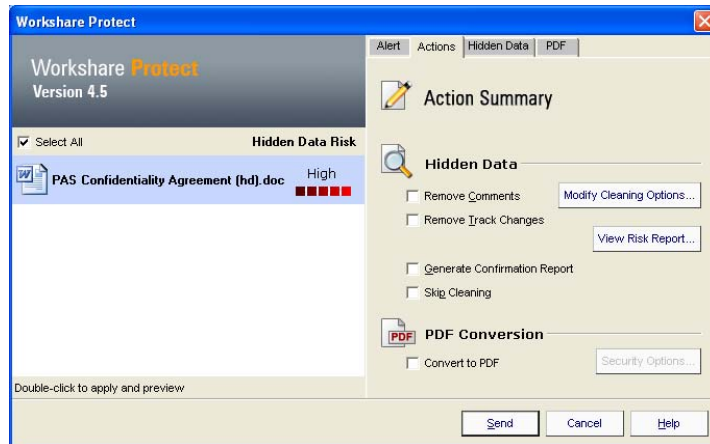 Workshare Protect
Workshare Protect
Version 4.5
Select All Hidden Data Risk
PAS Confidentiality Agreement (hd).doc High
Double-click to apply and preview
Alert Actions Hidden Data PDF
Action Summary
Hidden Data
Remove Comments Modify Cleaning Options...
Remove Track Changes
View Risk Report...
Generate Confirmation Report
Skip Cleaning
PDF PDF Conversion
Convert to PDF Security Options...
Send Cancel Help